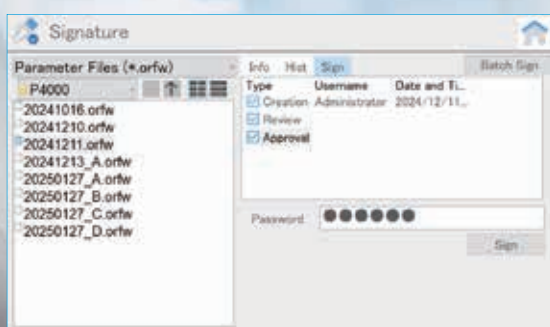 Signature
Parameter Files (*.orfw)
P4000
20241016.orfw
20241210.orfw
20241211.orfw
20241213_A.orfw
20250127_A.orfw
20250127_B.orfw
20250127_C.orfw
20250127_D.orfw
Info Hist Sign Batch Sign
Type Username Date and Ti...
Creation Administrator 2024/12/11...
Review
Approval
Password ●●●●●●
Sign